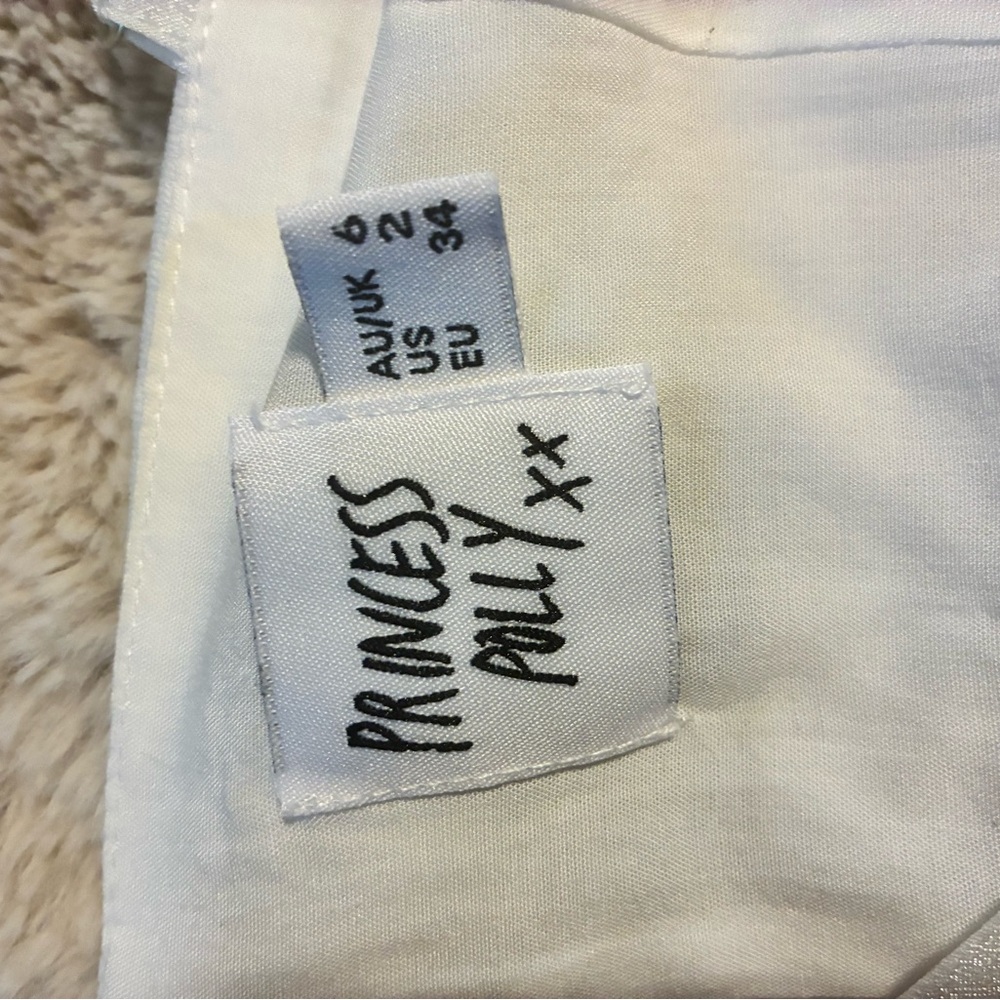 AU/UK 6
US 2
EU 34
PRINCESS
POLLY xx